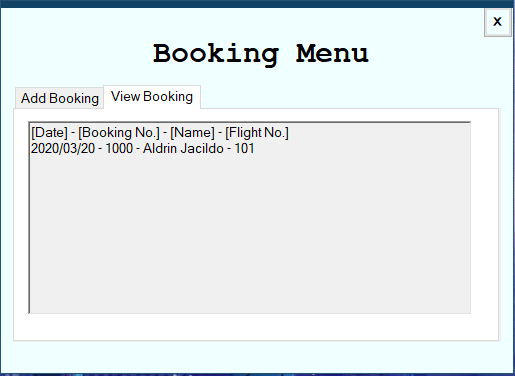 x
Booking Menu
Add Booking
View Booking
[Date] - [Booking No.] - [Name] - [Flight No.]
2020/03/20 - 1000 - Aldrin Jacildo - 101